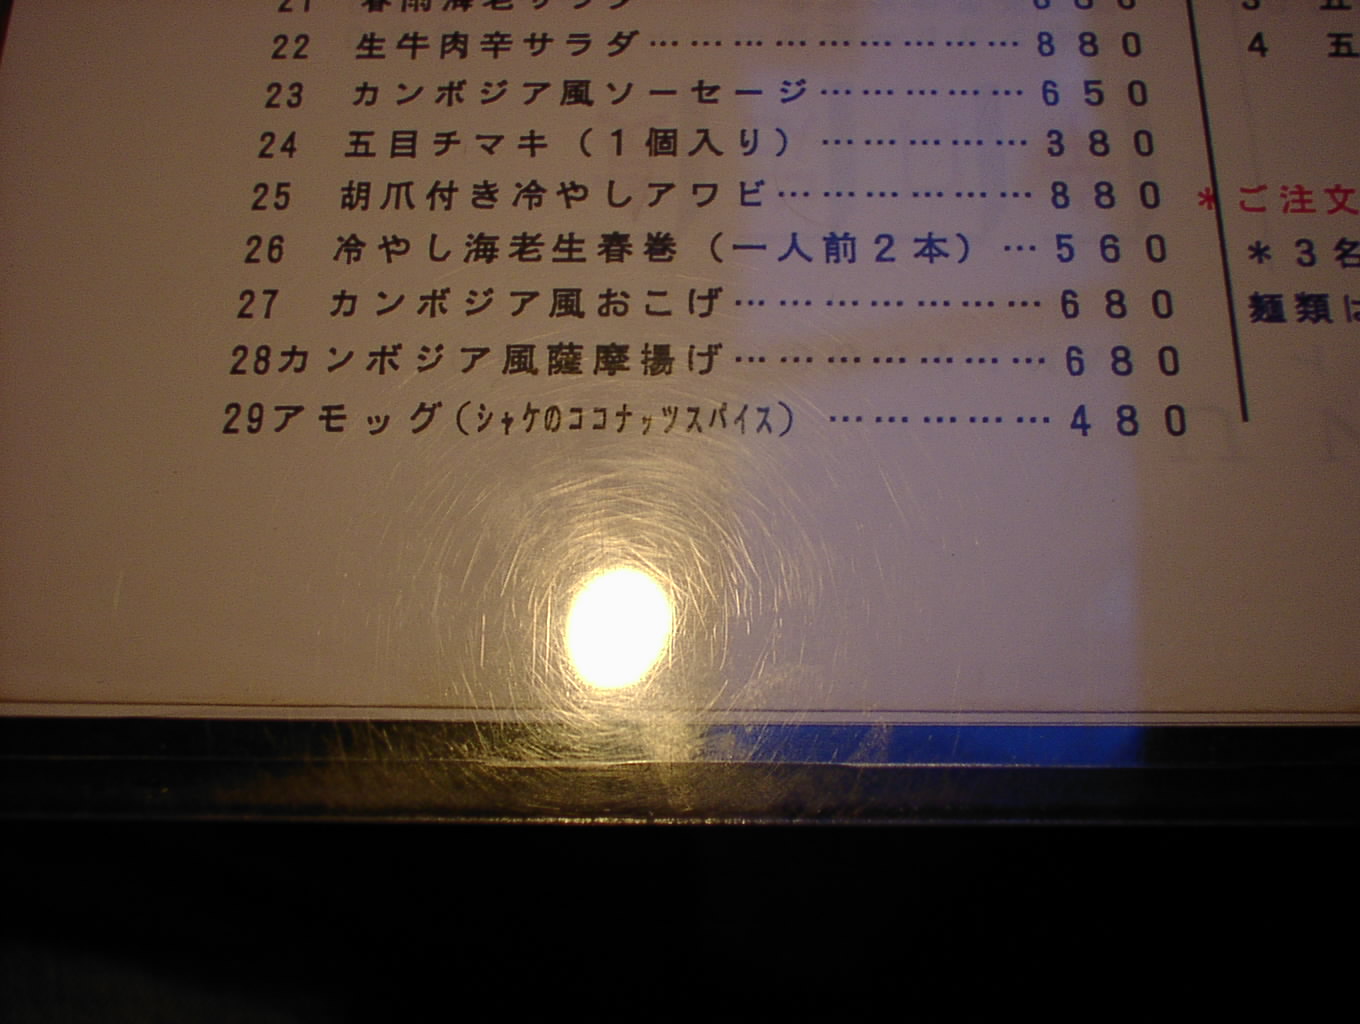 22 生牛肉辛サラダ………………………880
23 カンボジア風ソーセージ……………650
24 五目チマキ（1個入り）……………380
25 胡爪付き冷やしアワビ………………880
26 冷やし海老生春巻（一人前2本）…560
27 カンボジア風おこげ…………………680
28カンボジア風薩摩揚げ…………………680
29アモッグ（シャケのココナッツスパイス）……………480
4 五
*ご注文
*3名
麺類は